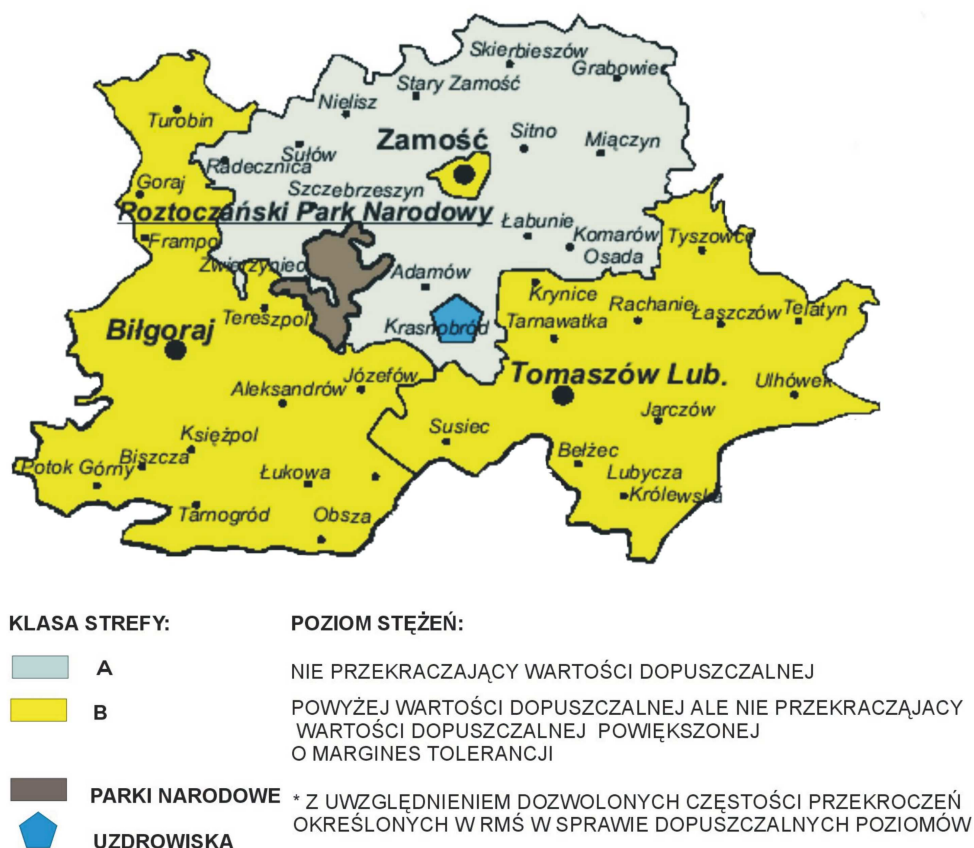 Skierbieszów
Grabowiec
Stary Zamość
Nielisz
Turobin
Zamość
Sitno
Miączyn
Sułów
Radecznica
Goraj
Szczebrzeszyn
Roztoczański Park Narodowy
Łabunie
Komarów
Osada
Tyszowce
Frampo
Zwierzyniec
Adamów
Krynice
Rachanie
Telatyn
Łaszczów
Tereszpol
Krasnobród
Tarnawatka
Biłgoraj
Józefów
Tomaszów Lub.
Ulhówek
Aleksandrów
Jarczów
Susiec
Księżpol
Biszcza
Potok Górny
Łukowa
Bełżec
Lubycza
Królewska
Tarnogród
Obsza
KLASA STREFY:
POZIOM STĘŻEŃ:
A
NIE PRZEKRACZAJĄCY WARTOŚCI DOPUSZCZALNEJ
B
POWYŻEJ WARTOŚCI DOPUSZCZALNEJ ALE NIE PRZEKRACZĄJACY
WARTOŚCI DOPUSZCZALNEJ POWIĘKSZONEJ
O MARGINES TOLERANCJI
PARKI NARODOWE
* Z UWZGLĘDNIENIEM DOZWOLONYCH CZĘSTOŚCI PRZEKROCZEŃ
OKREŚLONYCH W RMŚ W SPRAWIE DOPUSZCZALNYCH POZIOMÓW
UZDROWISKA